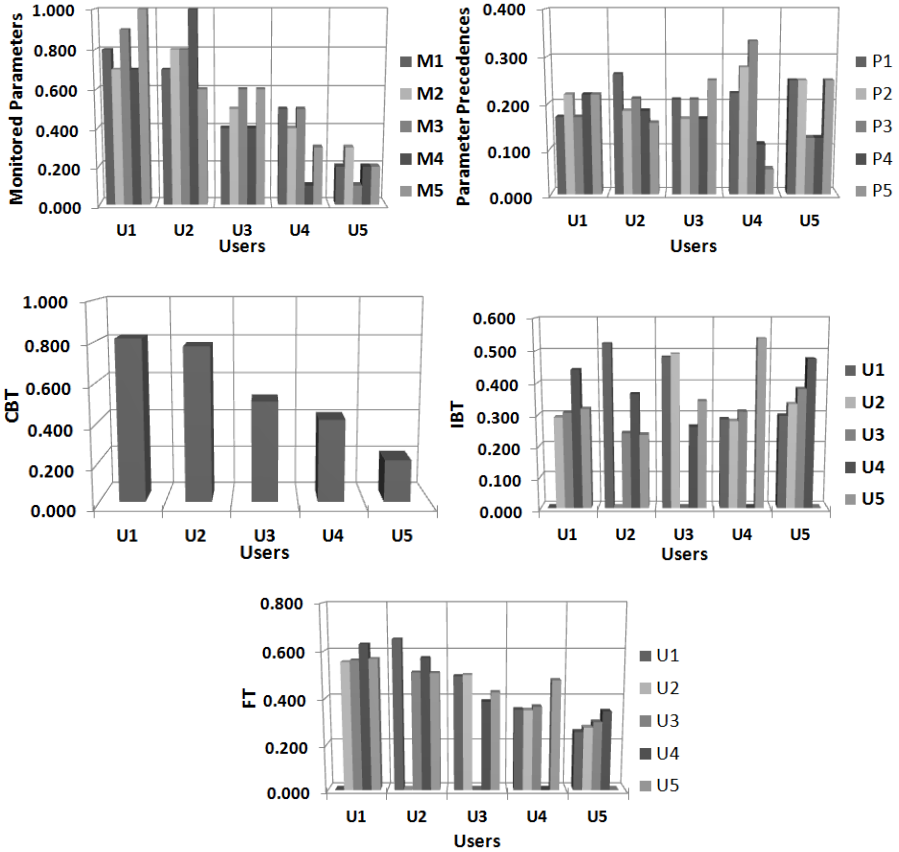 Monitored Parameters
1.000
0.800
0.600
0.400
0.200
0.000
U1 U2 U3 U4 U5
Users
M1
M2
M3
M4
M5
Parameter Precedences
0.400
0.300
0.200
0.100
0.000
U1 U2 U3 U4 U5
Users
P1
P2
P3
P4
P5
CBT
1.000
0.800
0.600
0.400
0.200
0.000
U1 U2 U3 U4 U5
Users
IBT
0.600
0.500
0.400
0.300
0.200
0.100
0.000
U1 U2 U3 U4 U5
Users
U1
U2
U3
U4
U5
FT
0.800
0.600
0.400
0.200
0.000
U1 U2 U3 U4 U5
Users
U1
U2
U3
U4
U5